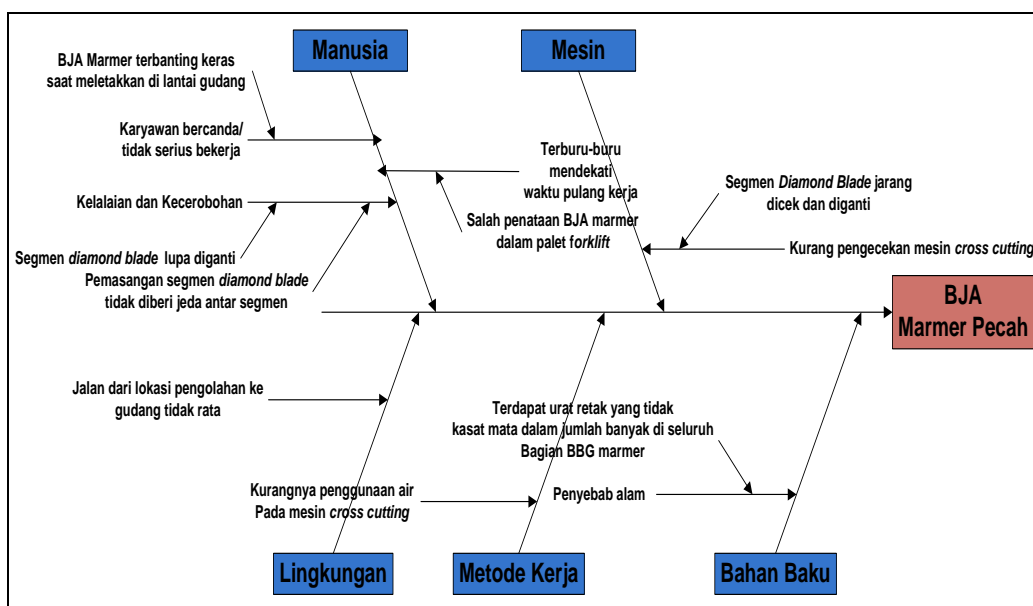 Manusia
Mesin
BJA Marmer terbanting keras
saat meletakkan di lantai gudang
Karyawan bercanda/
tidak serius bekerja
Terburu-buru
mendekati
waktu pulang kerja
Segmen Diamond Blade jarang
dicek dan diganti
Kelalaian dan Kecerobohan
Salah penataan BJA marmer
dalam palet forklift
Kurang pengecekan mesin cross cutting
Segmen diamond blade lupa diganti
Pemasangan segmen diamond blade
tidak diberi jeda antar segmen
BJA
Marmer Pecah
Jalan dari lokasi pengolahan ke
gudang tidak rata
Terdapat urat retak yang tidak
kasat mata dalam jumlah banyak di seluruh
Bagian BBG marmer
Kurangnya penggunaan air
Pada mesin cross cutting
Penyebab alam
Lingkungan
Metode Kerja
Bahan Baku